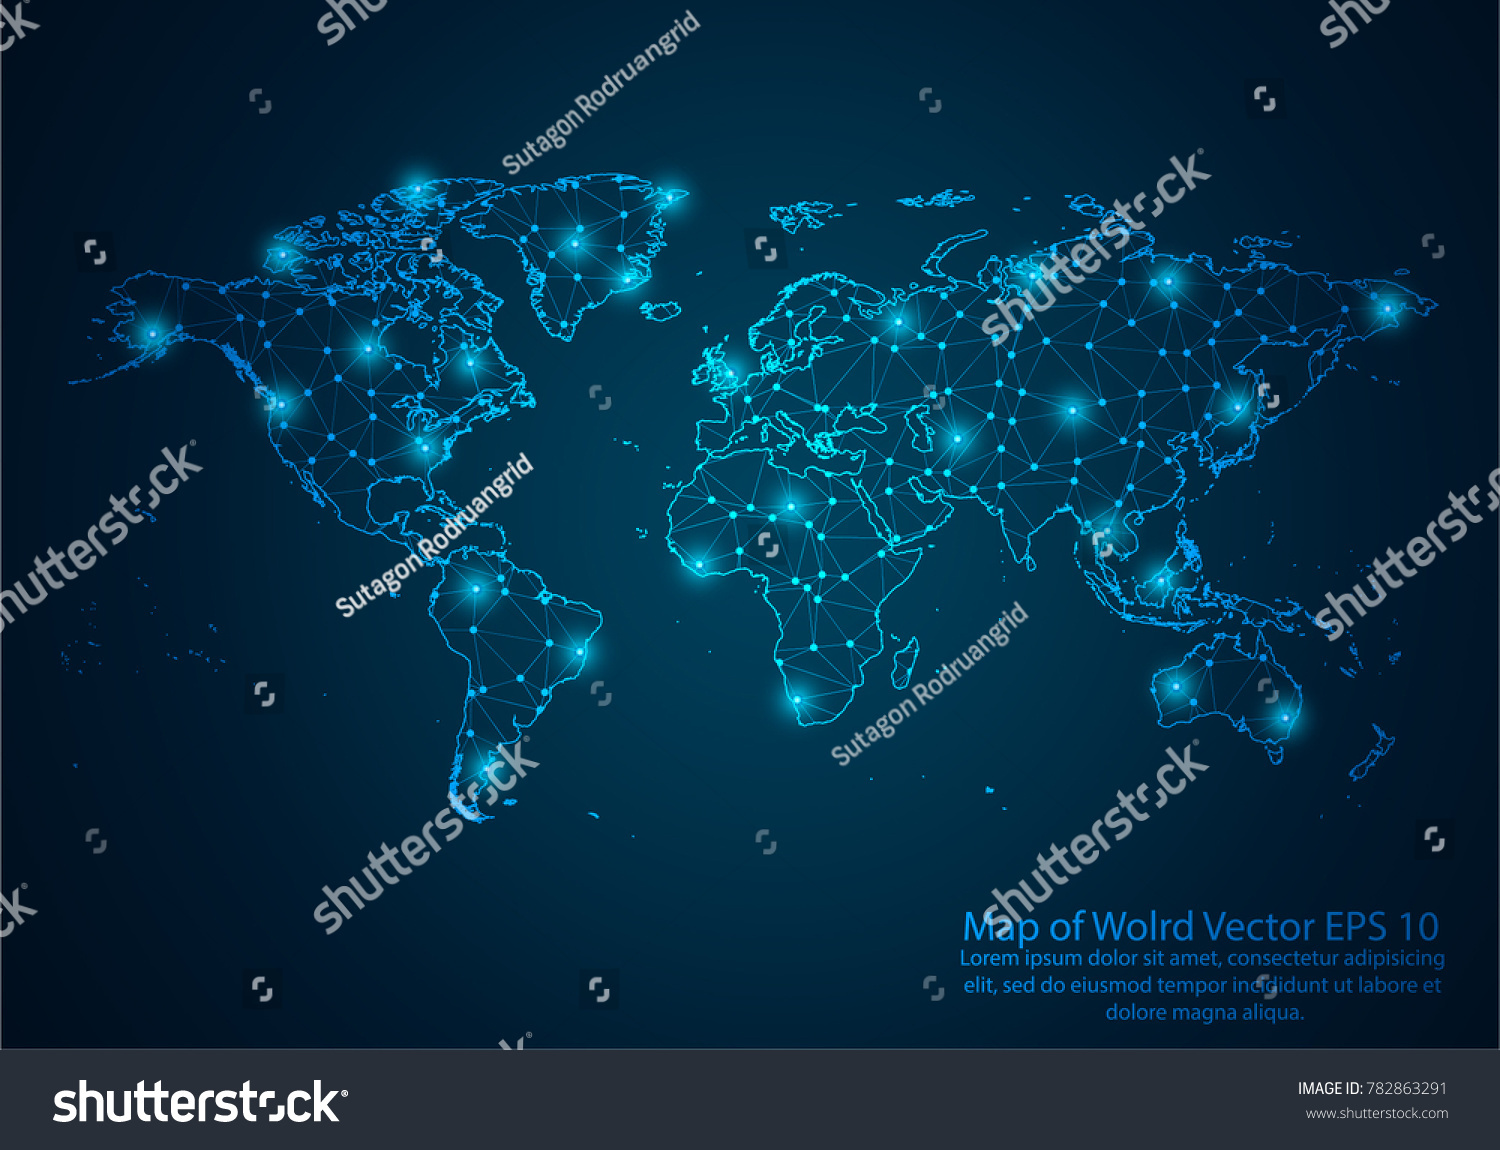 Sutagon Rodruangrid
shutterstock
shutterstock
Sutagon Rodruangrid
shutterstock
shutterstock
Sutagon Rodruangrid
shutterstock
shutterstock
Map of Wolrd Vector EPS 10
Lorem ipsum dolor sit amet, consectetur adipisicing
elit, sed do eiusmod tempor incididunt ut labore et
dolore magna aliqua.
shutterstock
IMAGE ID: 782863291
www.shutterstock.com